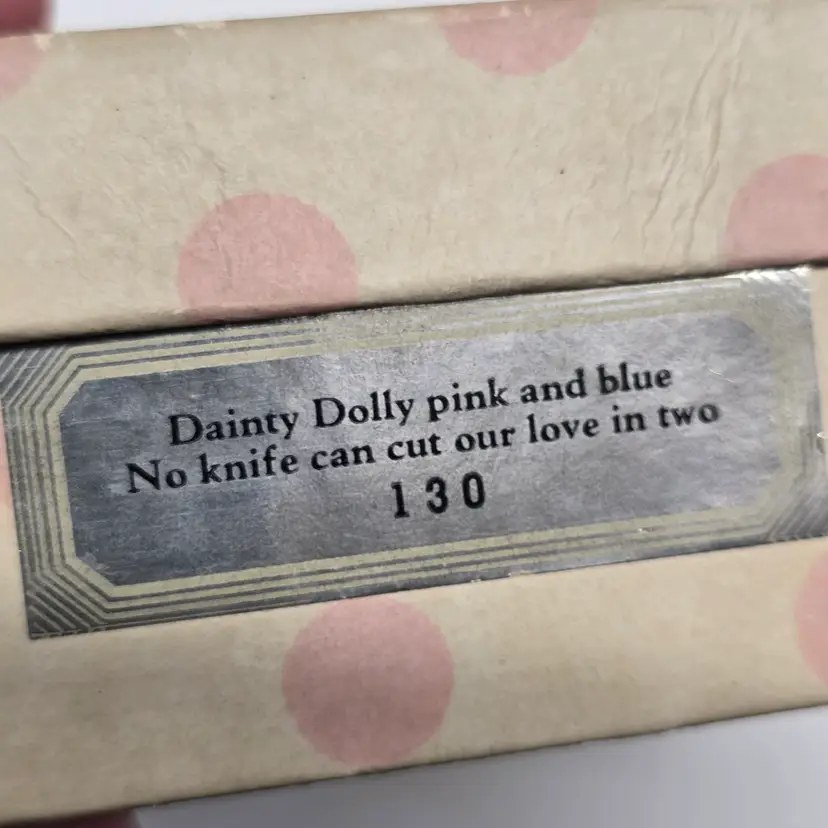 Dainty Dolly pink and blue
No knife can cut our love in two
130